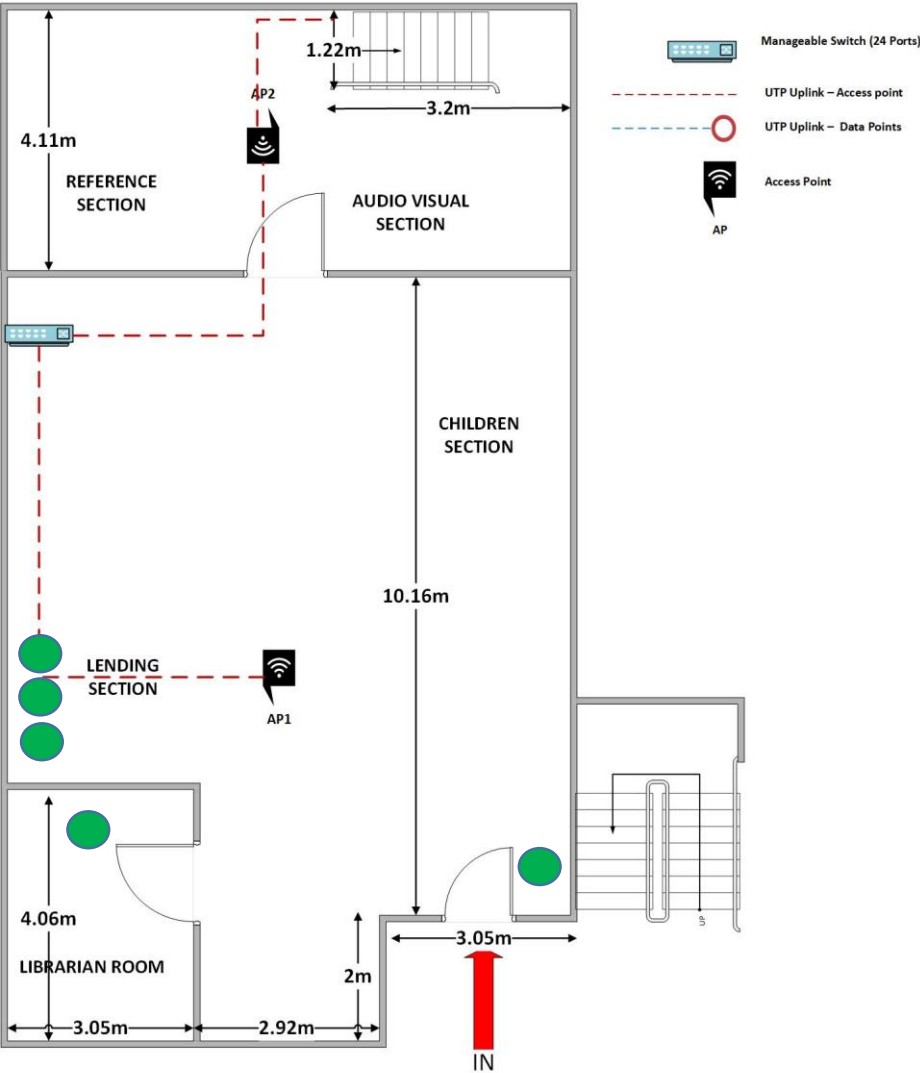 1.22m
AP2
3.2m
4.11m
REFERENCE
SECTION
AUDIO VISUAL
SECTION
CHILDREN
SECTION
10.16m
LENDING
SECTION
AP1
4.06m
LIBRARIAN ROOM
3.05m
2.92m
2m
3.05m
IN
UP
Manageable Switch (24 Ports)
UTP Uplink – Access point
UTP Uplink – Data Points
Access Point
AP